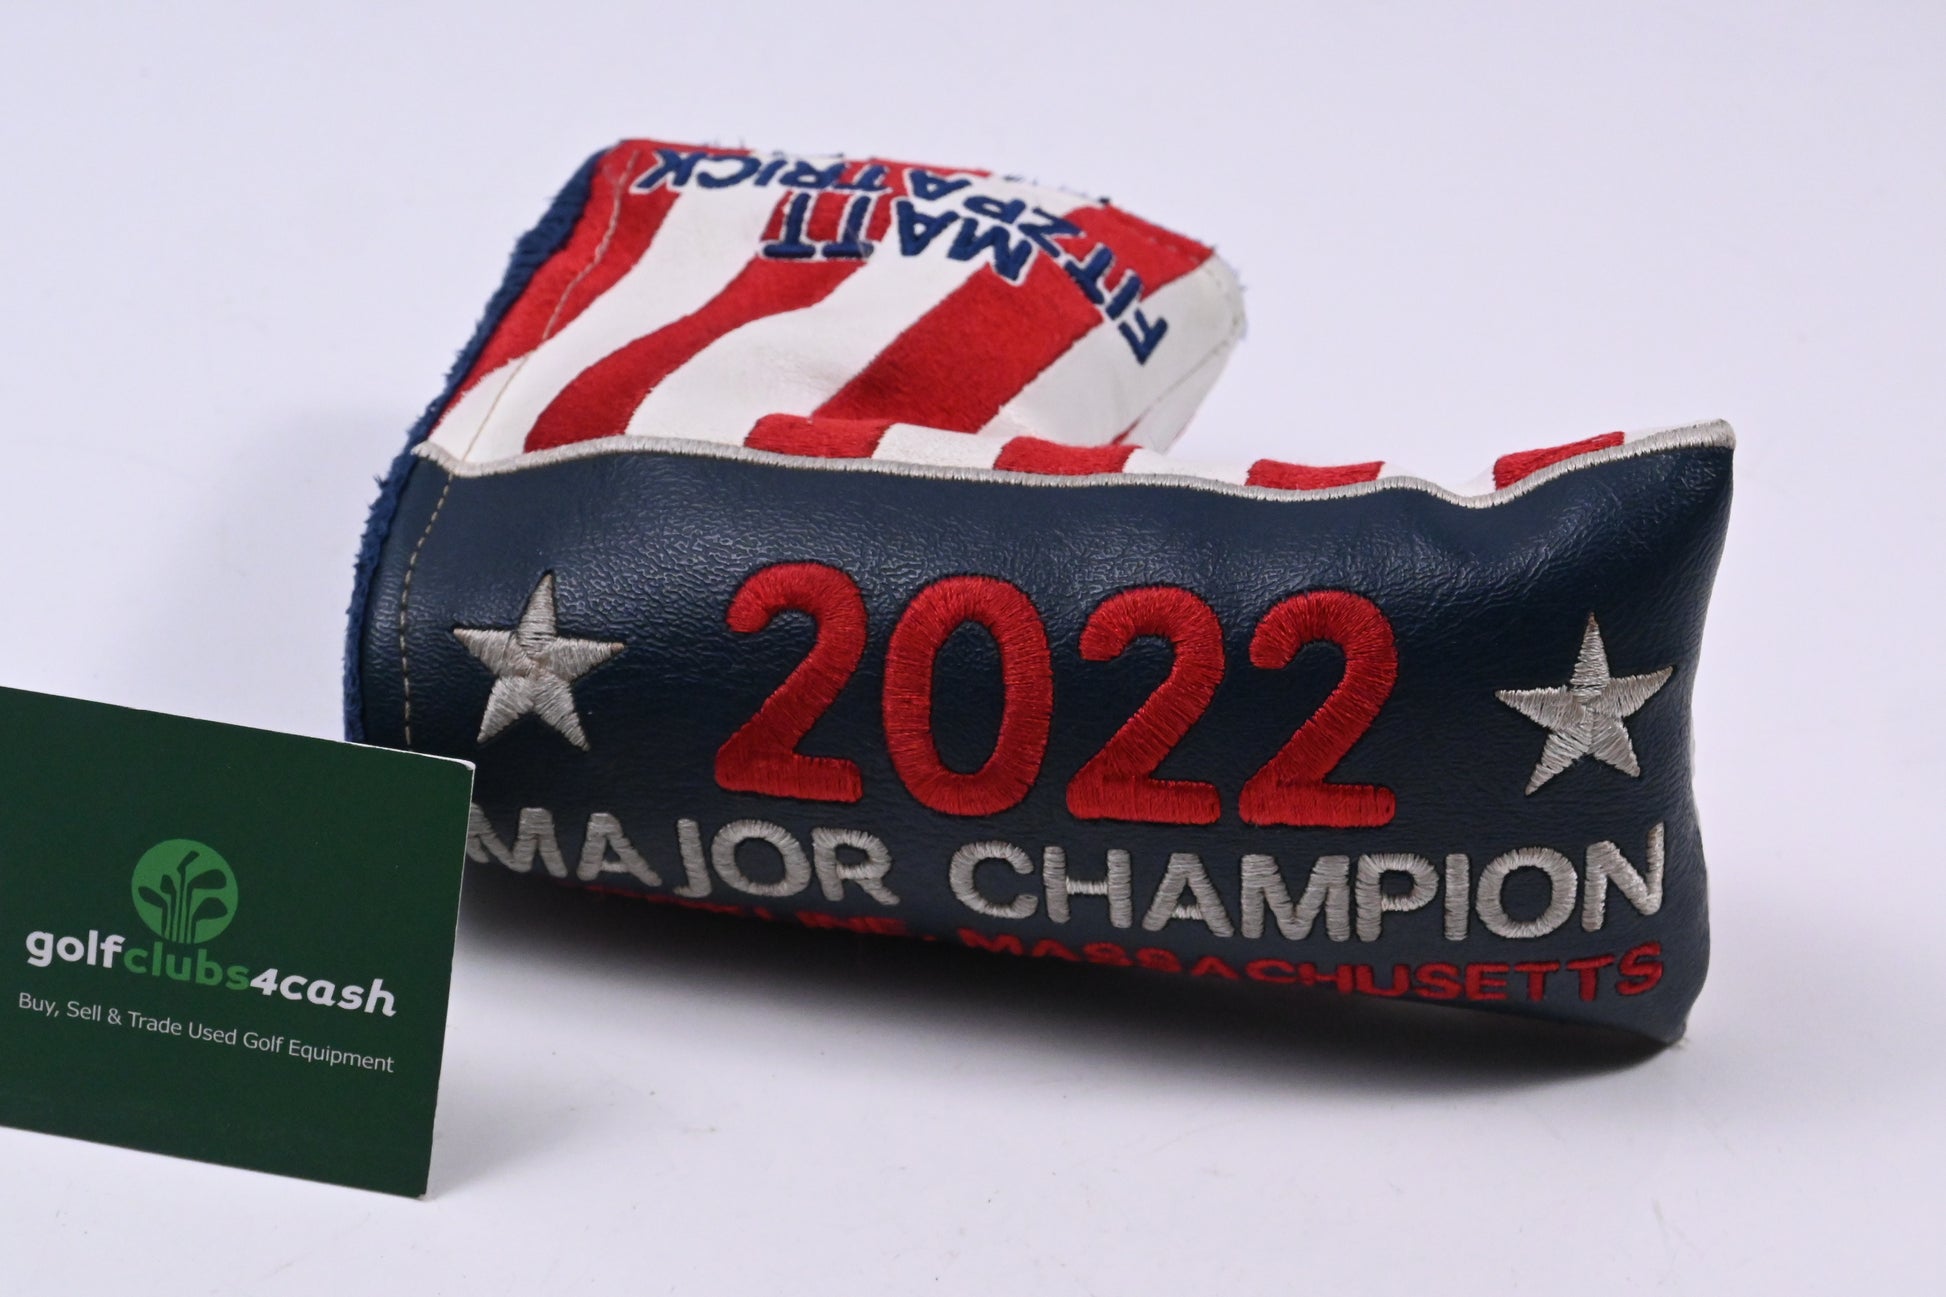 MATT
FITZPATRICK
2022
MAJOR CHAMPION
MASSACHUSETTS
golfclubs4cash
Buy, Sell & Trade Used Golf Equipment